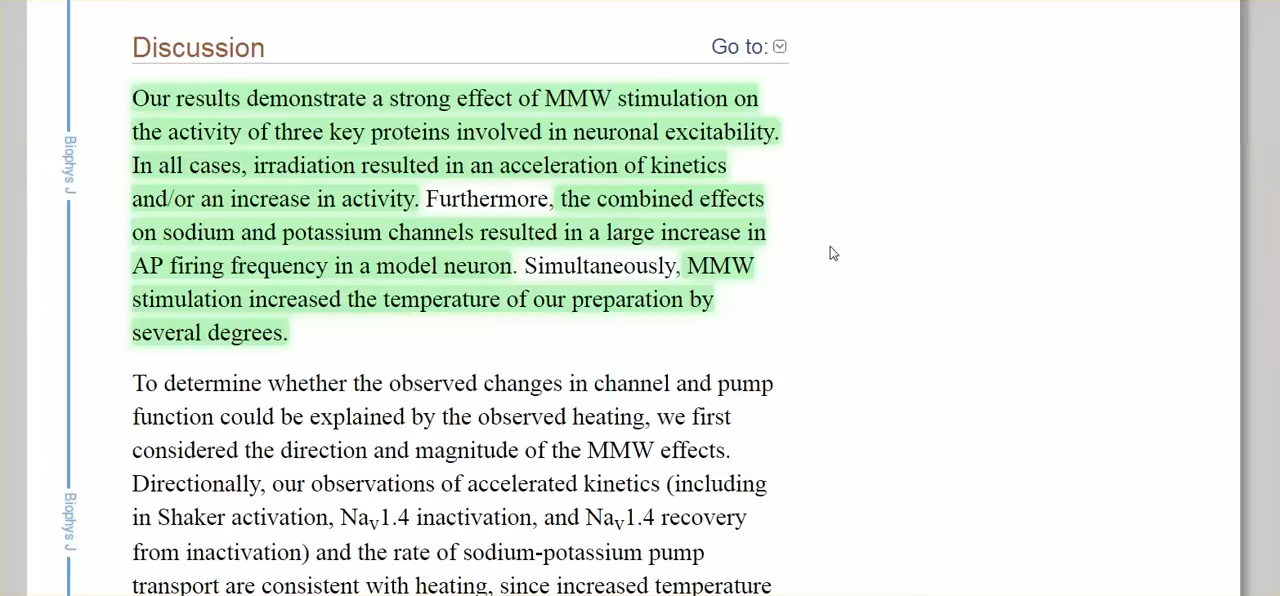 Discussion
Go to:
Our results demonstrate a strong effect of MMW stimulation on
the activity of three key proteins involved in neuronal excitability.
In all cases, irradiation resulted in an acceleration of kinetics
and/or an increase in activity. Furthermore, the combined effects
on sodium and potassium channels resulted in a large increase in
AP firing frequency in a model neuron. Simultaneously, MMW
stimulation increased the temperature of our preparation by
several degrees.
To determine whether the observed changes in channel and pump
function could be explained by the observed heating, we first
considered the direction and magnitude of the MMW effects.
Directionally, our observations of accelerated kinetics (including
in Shaker activation, Nav1.4 inactivation, and Nav1.4 recovery
from inactivation) and the rate of sodium-potassium pump
transport are consistent with heating, since increased temperature
Biophys J
Biophys J